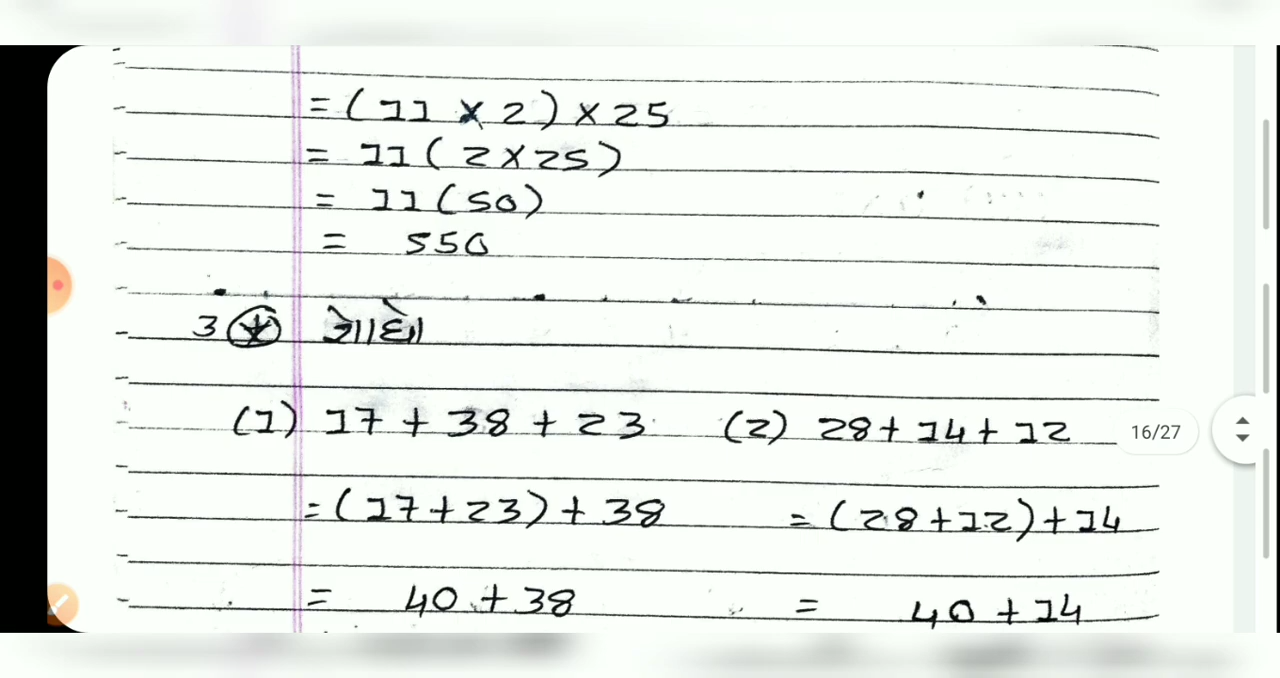 = (11 × 2) × 25
= 11 ( 2 × 25 )
= 11 (50)
= 550
3 * શોધો
(1) 17 + 38 + 23 (2) 28 + 14 + 12
16/27
= (17+23) + 38 = (28+12) + 14
= 40 + 38 = 40 + 14